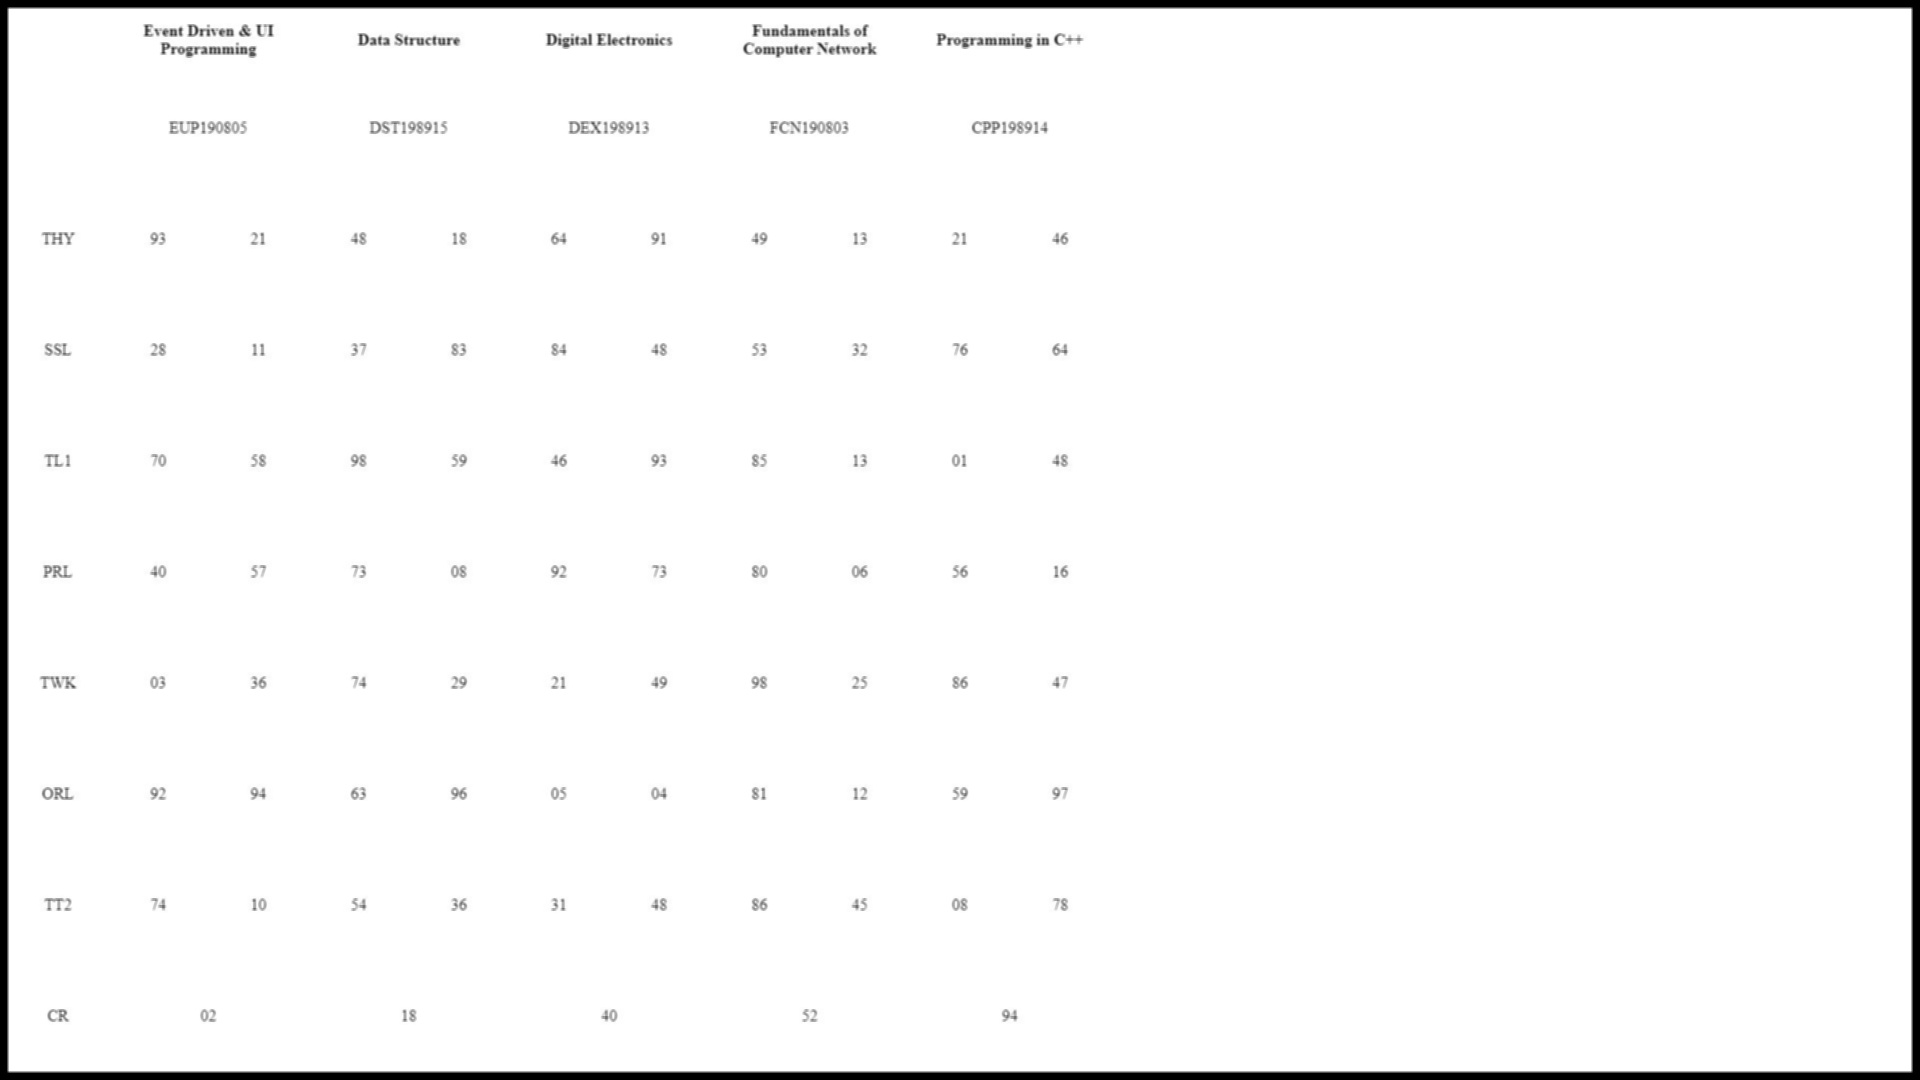 Event Driven & UI Programming Data Structure Digital Electronics Fundamentals of Computer Network Programming in C++
EUP190805 DST198915 DEX198913 FCN190803 CPP198914
THY 93 21 48 18 64 91 49 13 21 46
SSL 28 11 37 83 84 48 53 32 76 64
TL1 70 58 98 59 46 93 85 13 01 48
PRL 40 57 73 08 92 73 80 06 56 16
TWK 03 36 74 29 21 49 98 25 86 47
ORL 92 94 63 96 05 04 81 12 59 97
TT2 74 10 54 36 31 48 86 45 08 78
CR 02 18 40 52 94